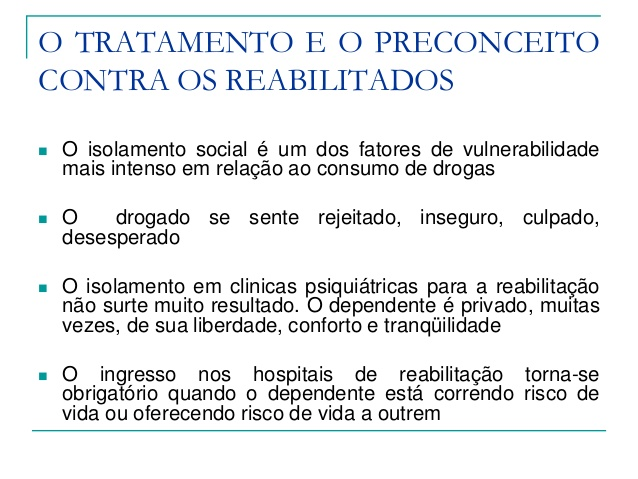 O TRATAMENTO E O PRECONCEITO
CONTRA OS REABILITADOS
O isolamento social é um dos fatores de vulnerabilidade
mais intenso em relação ao consumo de drogas
O drogado se sente rejeitado, inseguro, culpado,
desesperado
O isolamento em clinicas psiquiátricas para a reabilitação
não surte muito resultado. O dependente é privado, muitas
vezes, de sua liberdade, conforto e tranqüilidade
O ingresso nos hospitais de reabilitação torna-se
obrigatório quando o dependente está correndo risco de
vida ou oferecendo risco de vida a outrem